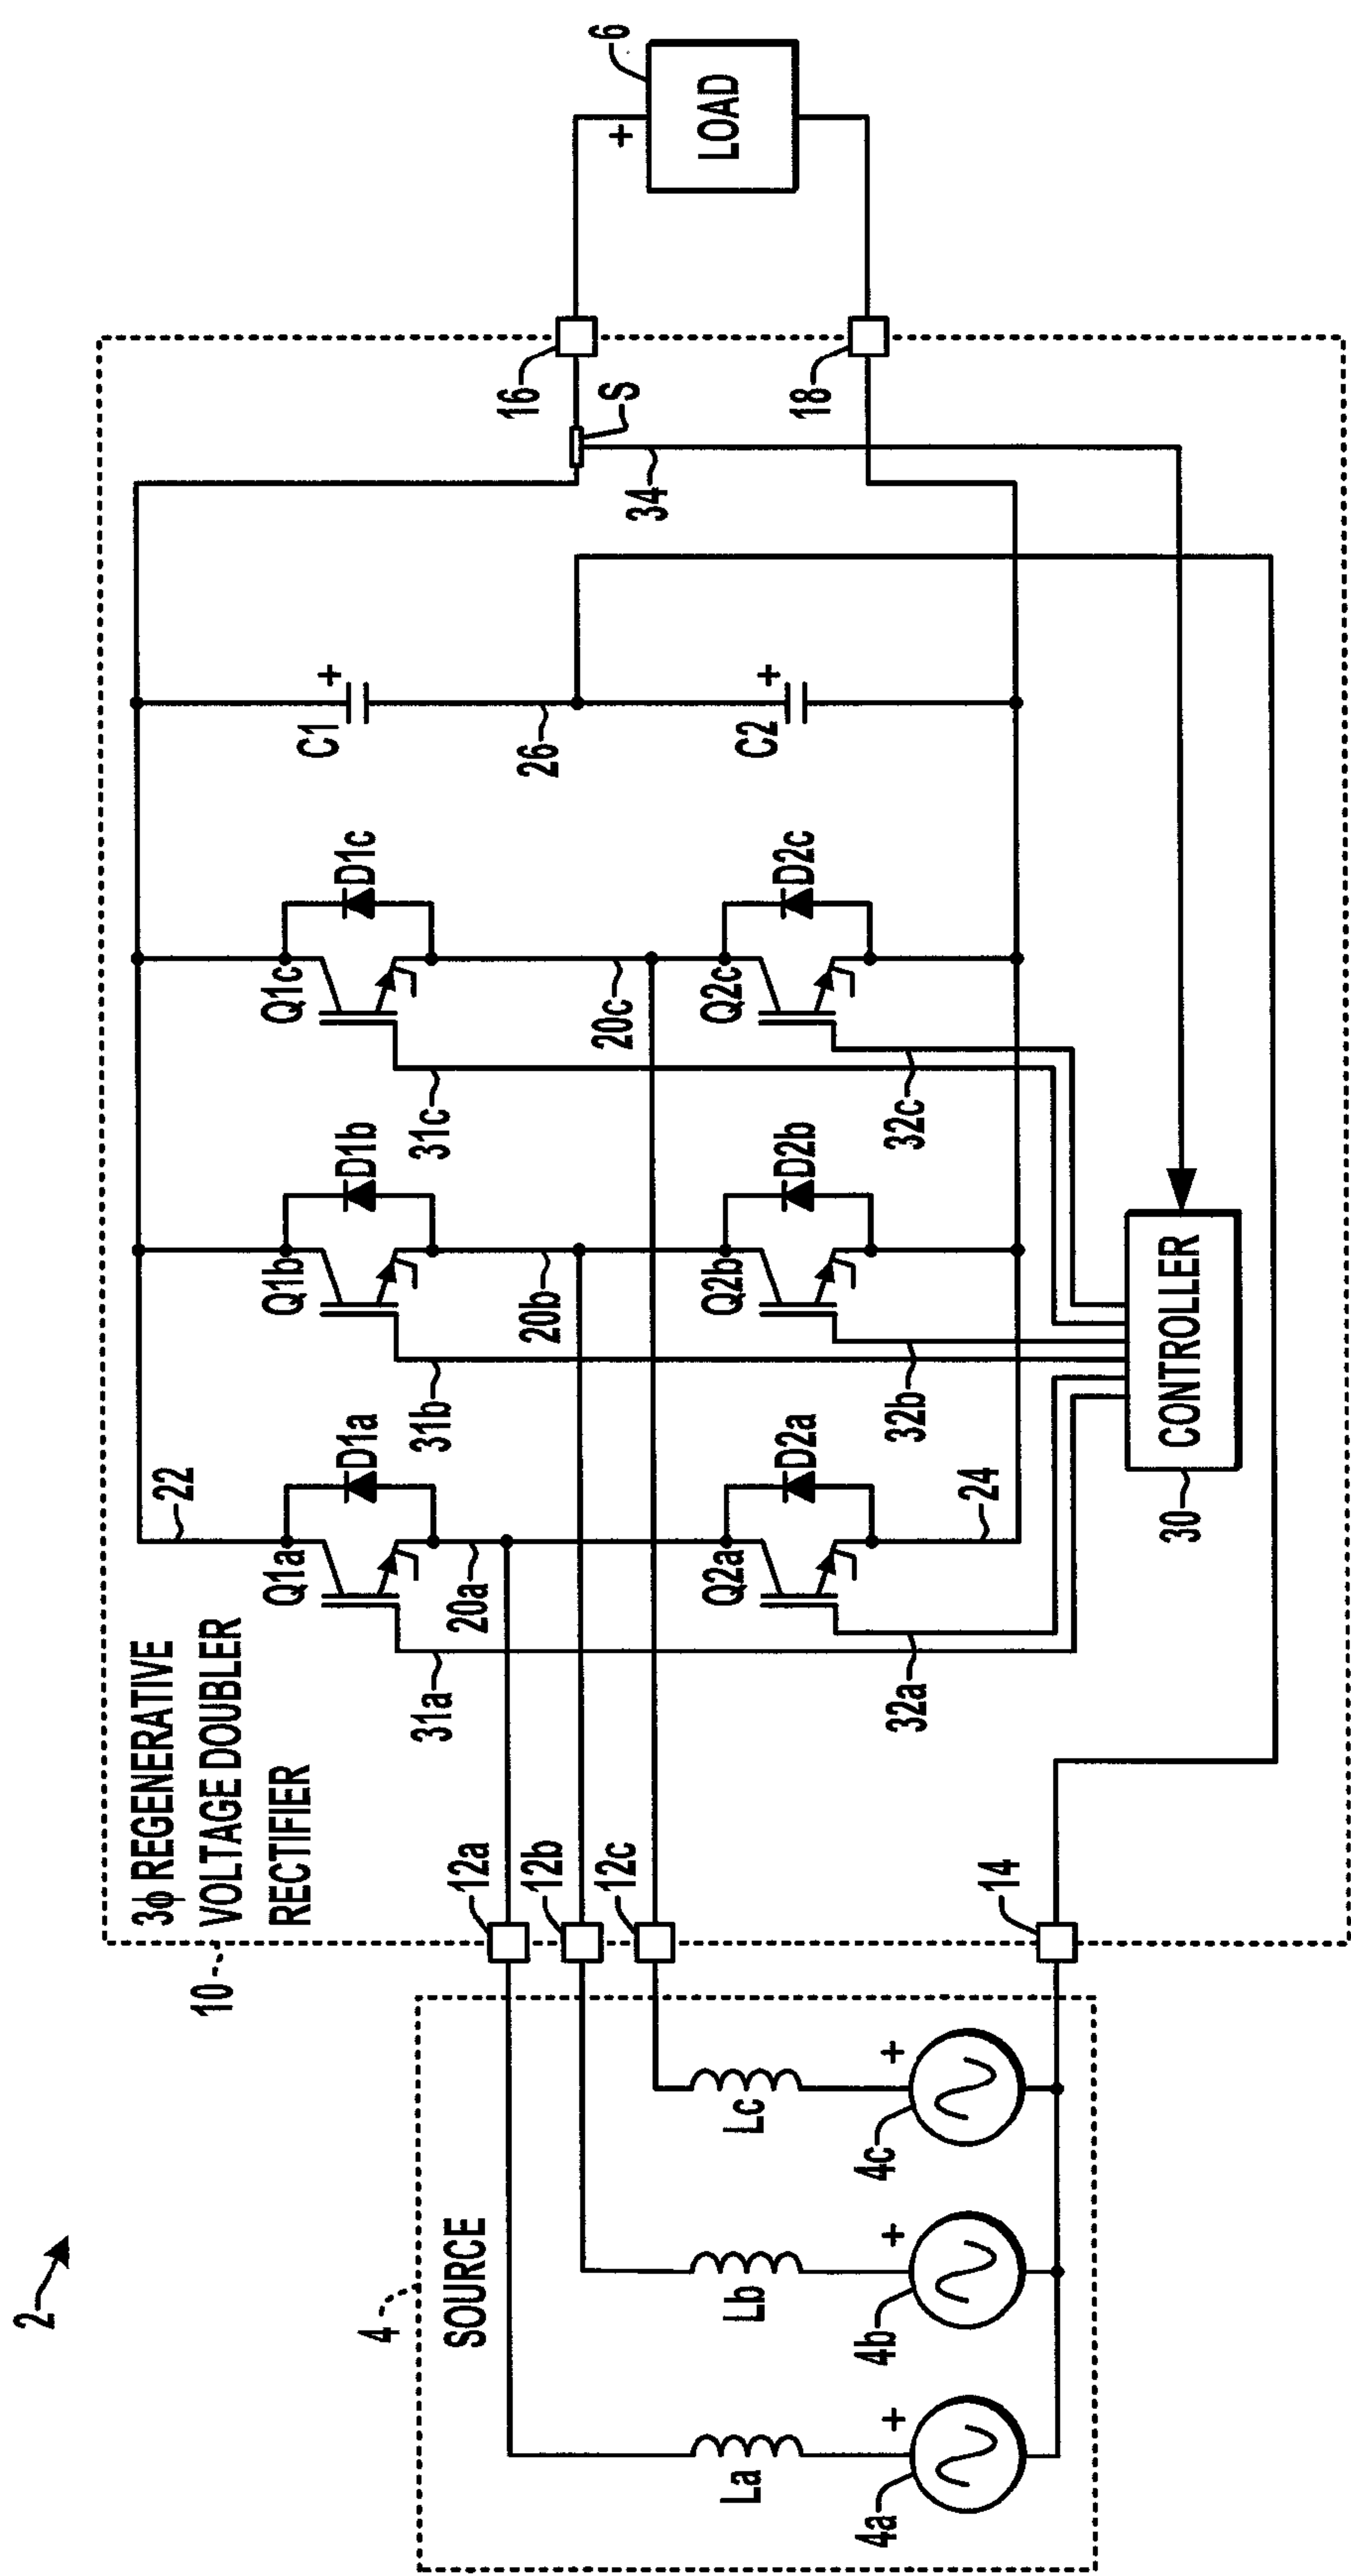 2
3ϕ REGENERATIVE
VOLTAGE DOUBLER
RECTIFIER
10
4
SOURCE
La
Lb
Lc
4a
4b
4c
+
+
+
12a
12b
12c
14
22
Q1a
D1a
Q1b
D1b
Q1c
D1c
20a
20b
20c
31a
31b
31c
Q2a
D2a
Q2b
D2b
Q2c
D2c
32a
32b
32c
24
C1
+
26
C2
+
30
CONTROLLER
34
S
16
18
6
+
LOAD